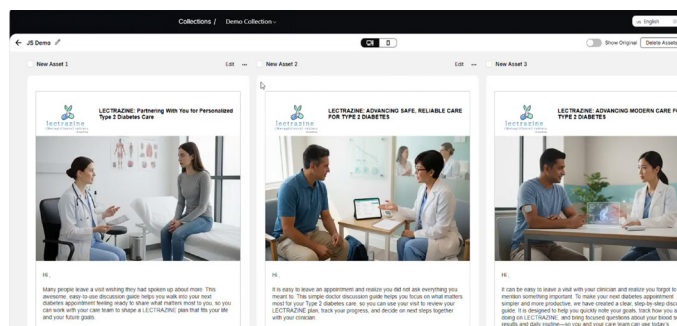 Collections / Demo Collection
English
JS Demo
Show Original
Delete Assets
New Asset 1
Edit
New Asset 2
Edit
New Asset 3
lectrazine
LECTRAZINE: Partnering With You for Personalized
Type 2 Diabetes Care
Hi,
Many people leave a visit wishing they had spoken up about more. This
awesome, easy-to-use discussion guide helps you walk into your next
diabetes appointment feeling ready to share what matters most to you, so you
can work with your care team to shape a LECTRAZINE plan that fits your life
and your future goals.
lectrazine
LECTRAZINE: ADVANCING SAFE, RELIABLE CARE
FOR TYPE 2 DIABETES
Hi,
It is easy to leave an appointment and realize you did not ask everything you
meant to. This simple doctor discussion guide helps you focus on what matters
most for your Type 2 diabetes care, so you can use your visit to review your
LECTRAZINE plan, track your progress, and decide on next steps together
with your clinician.
lectrazine
LECTRAZINE: ADVANCING MODERN CARE FO
TYPE 2 DIABETES
Hi,
It can be easy to leave a visit with your clinician and realize you forgot to
mention something important. To make your next diabetes appointment
simpler and more productive, we have created a clear, step-by-step disc
guide. It is designed to help you quickly note your goals, track how you a
doing on LECTRAZINE, and bring focused questions about your blood s
results and daily routine—so you and your care team can use today's